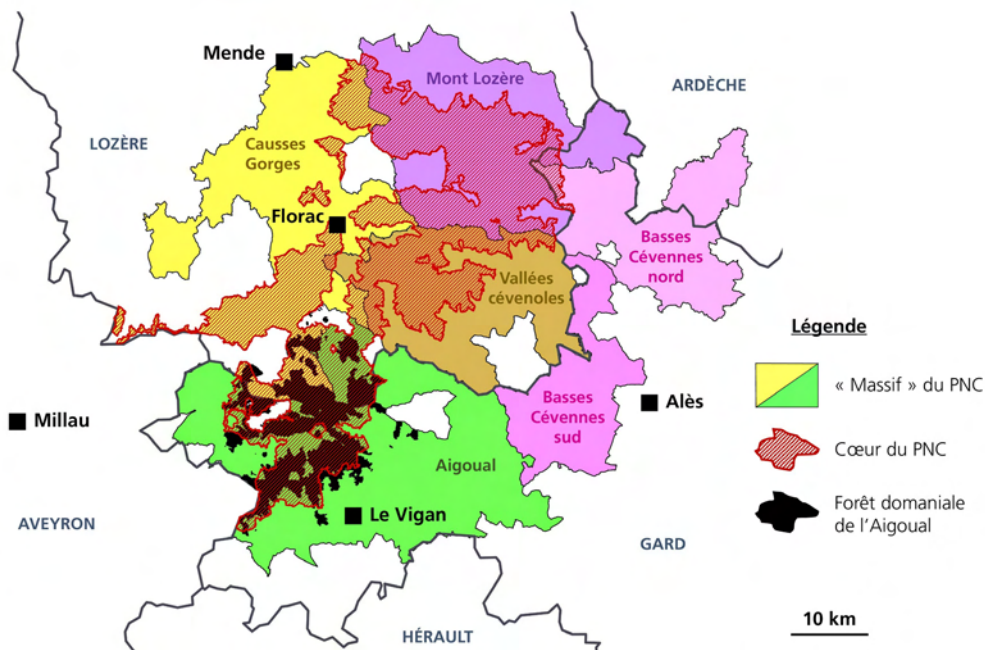 Mende
Mont Lozère
ARDÈCHE
LOZÈRE
Causses
Gorges
Florac
Basses
Cévennes
nord
Vallées
cévenoles
Légende
« Massif » du PNC
Millau
Basses
Cévennes
sud
Alès
Cœur du PNC
Aigoual
Forêt domaniale
de l’Aigoual
AVEYRON
Le Vigan
GARD
10 km
HÉRAULT